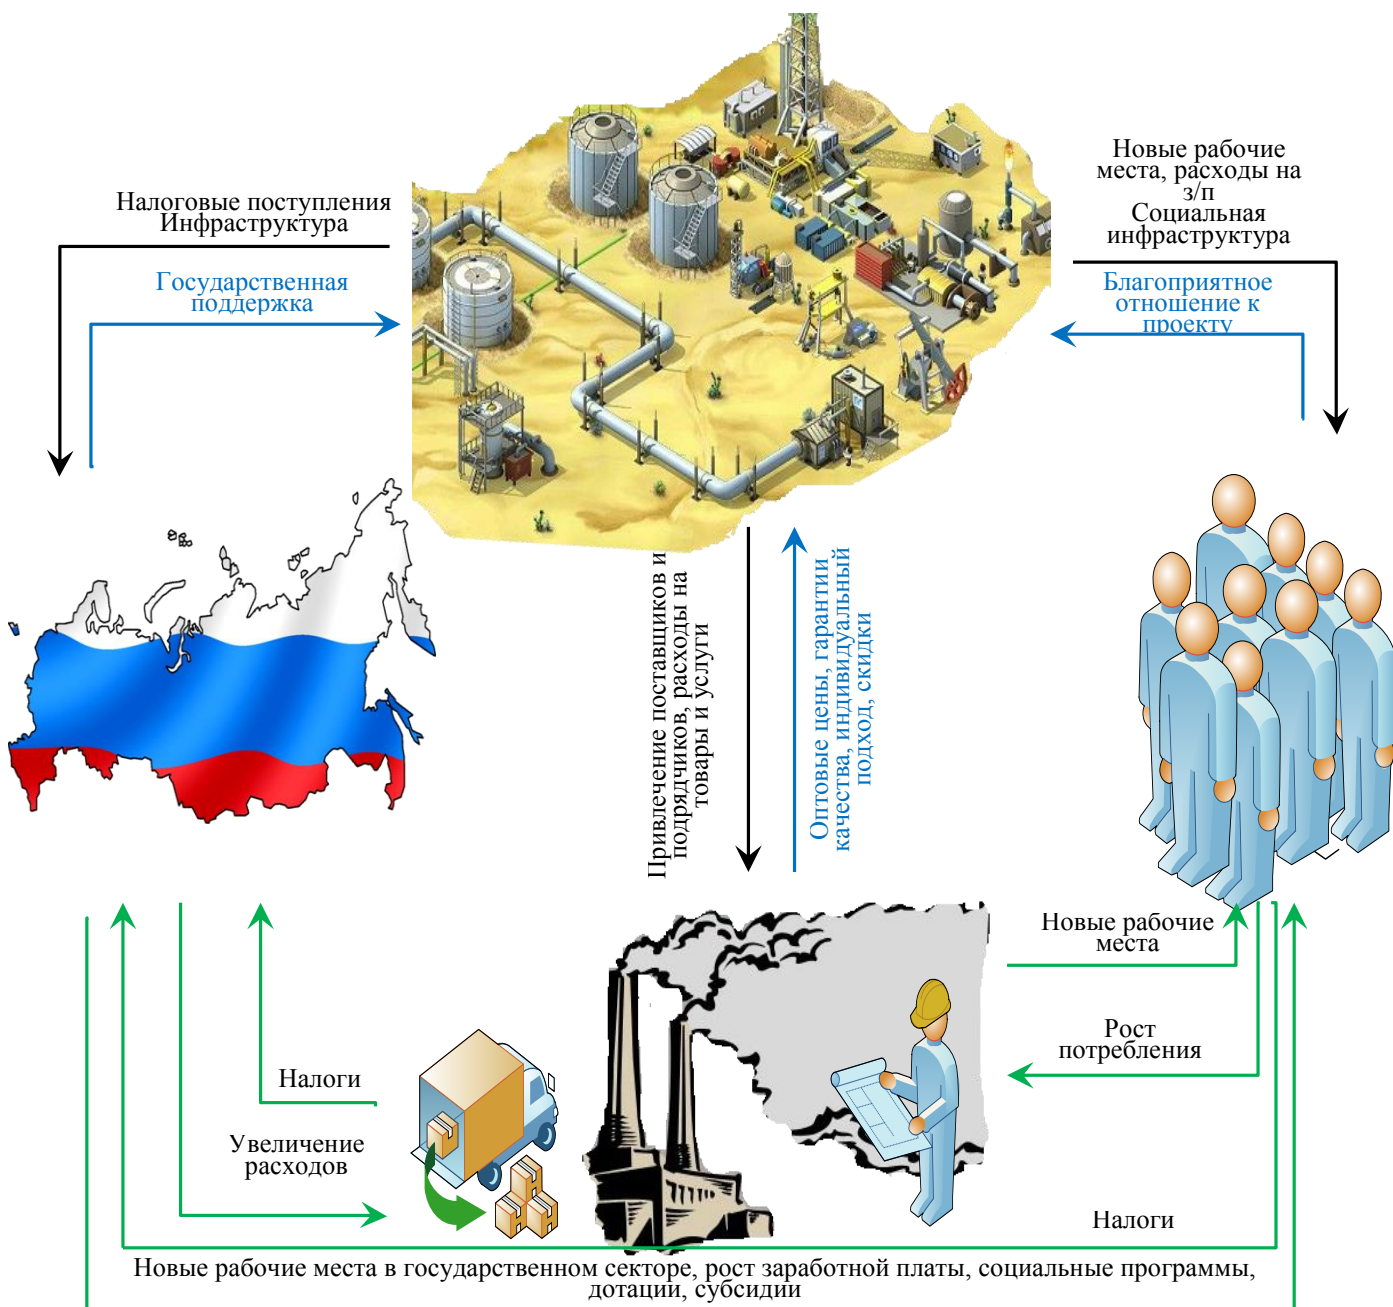 Налоговые поступления
Инфраструктура
Государственная
поддержка
Новые рабочие
места, расходы на
з/п
Социальная
инфраструктура
Благоприятное
отношение к
проекту
Привлечение поставщиков и
подрядчиков, расходы на
товары и услуги
Оптовые цены, гарантии
качества, индивидуальный
подход, скидки
Новые рабочие
места
Рост
потребления
Налоги
Увеличение
расходов
Налоги
Новые рабочие места в государственном секторе, рост заработной платы, социальные программы,
дотации, субсидии